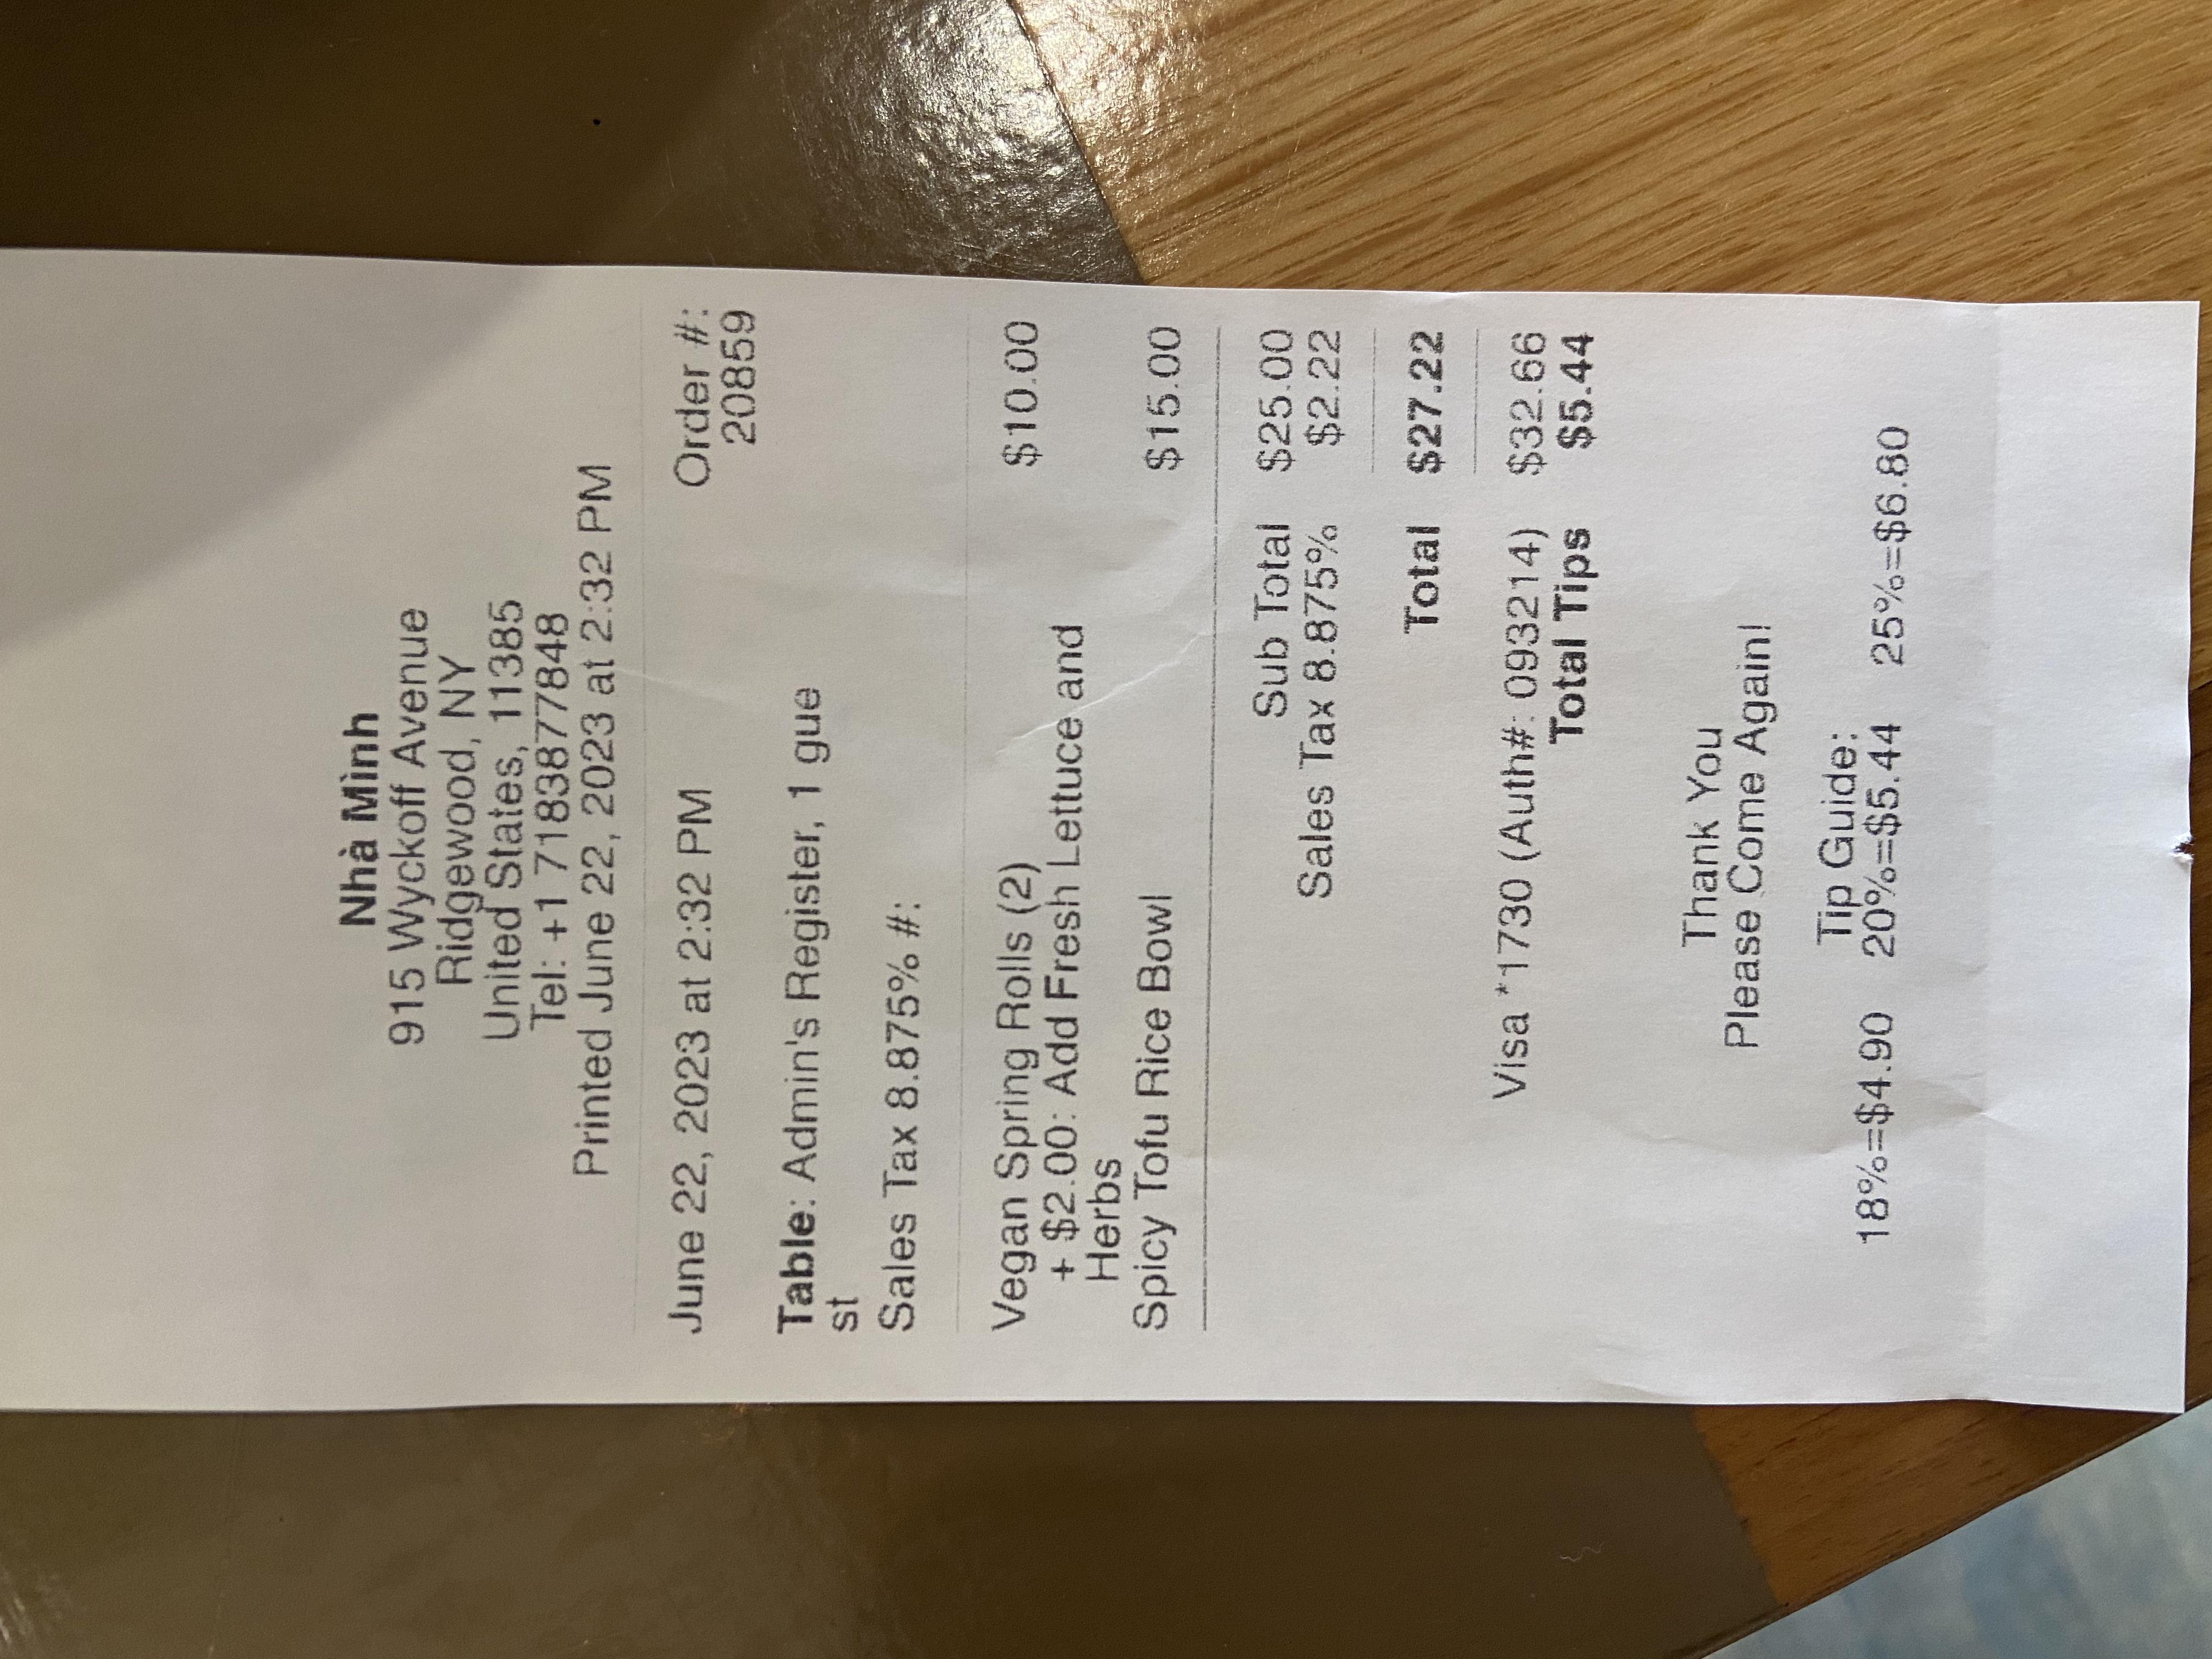 Nhà Mình
915 Wyckoff Avenue
Ridgewood, NY
United States, 11385
Tel: +1 7183877848
Printed June 22, 2023 at 2:32 PM
June 22, 2023 at 2:32 PM Order #:
20859
Table: Admin's Register, 1 gue
st
Sales Tax 8.875% #:
Vegan Spring Rolls (2) $10.00
+ $2.00: Add Fresh Lettuce and
Herbs
Spicy Tofu Rice Bowl $15.00
Sub Total $25.00
Sales Tax 8.875% $2.22
Total $27.22
Visa *1730 (Auth#: 093214) $32.66
Total Tips $5.44
Thank You
Please Come Again!
Tip Guide:
18%=$4.90 20%=$5.44 25%=$6.80